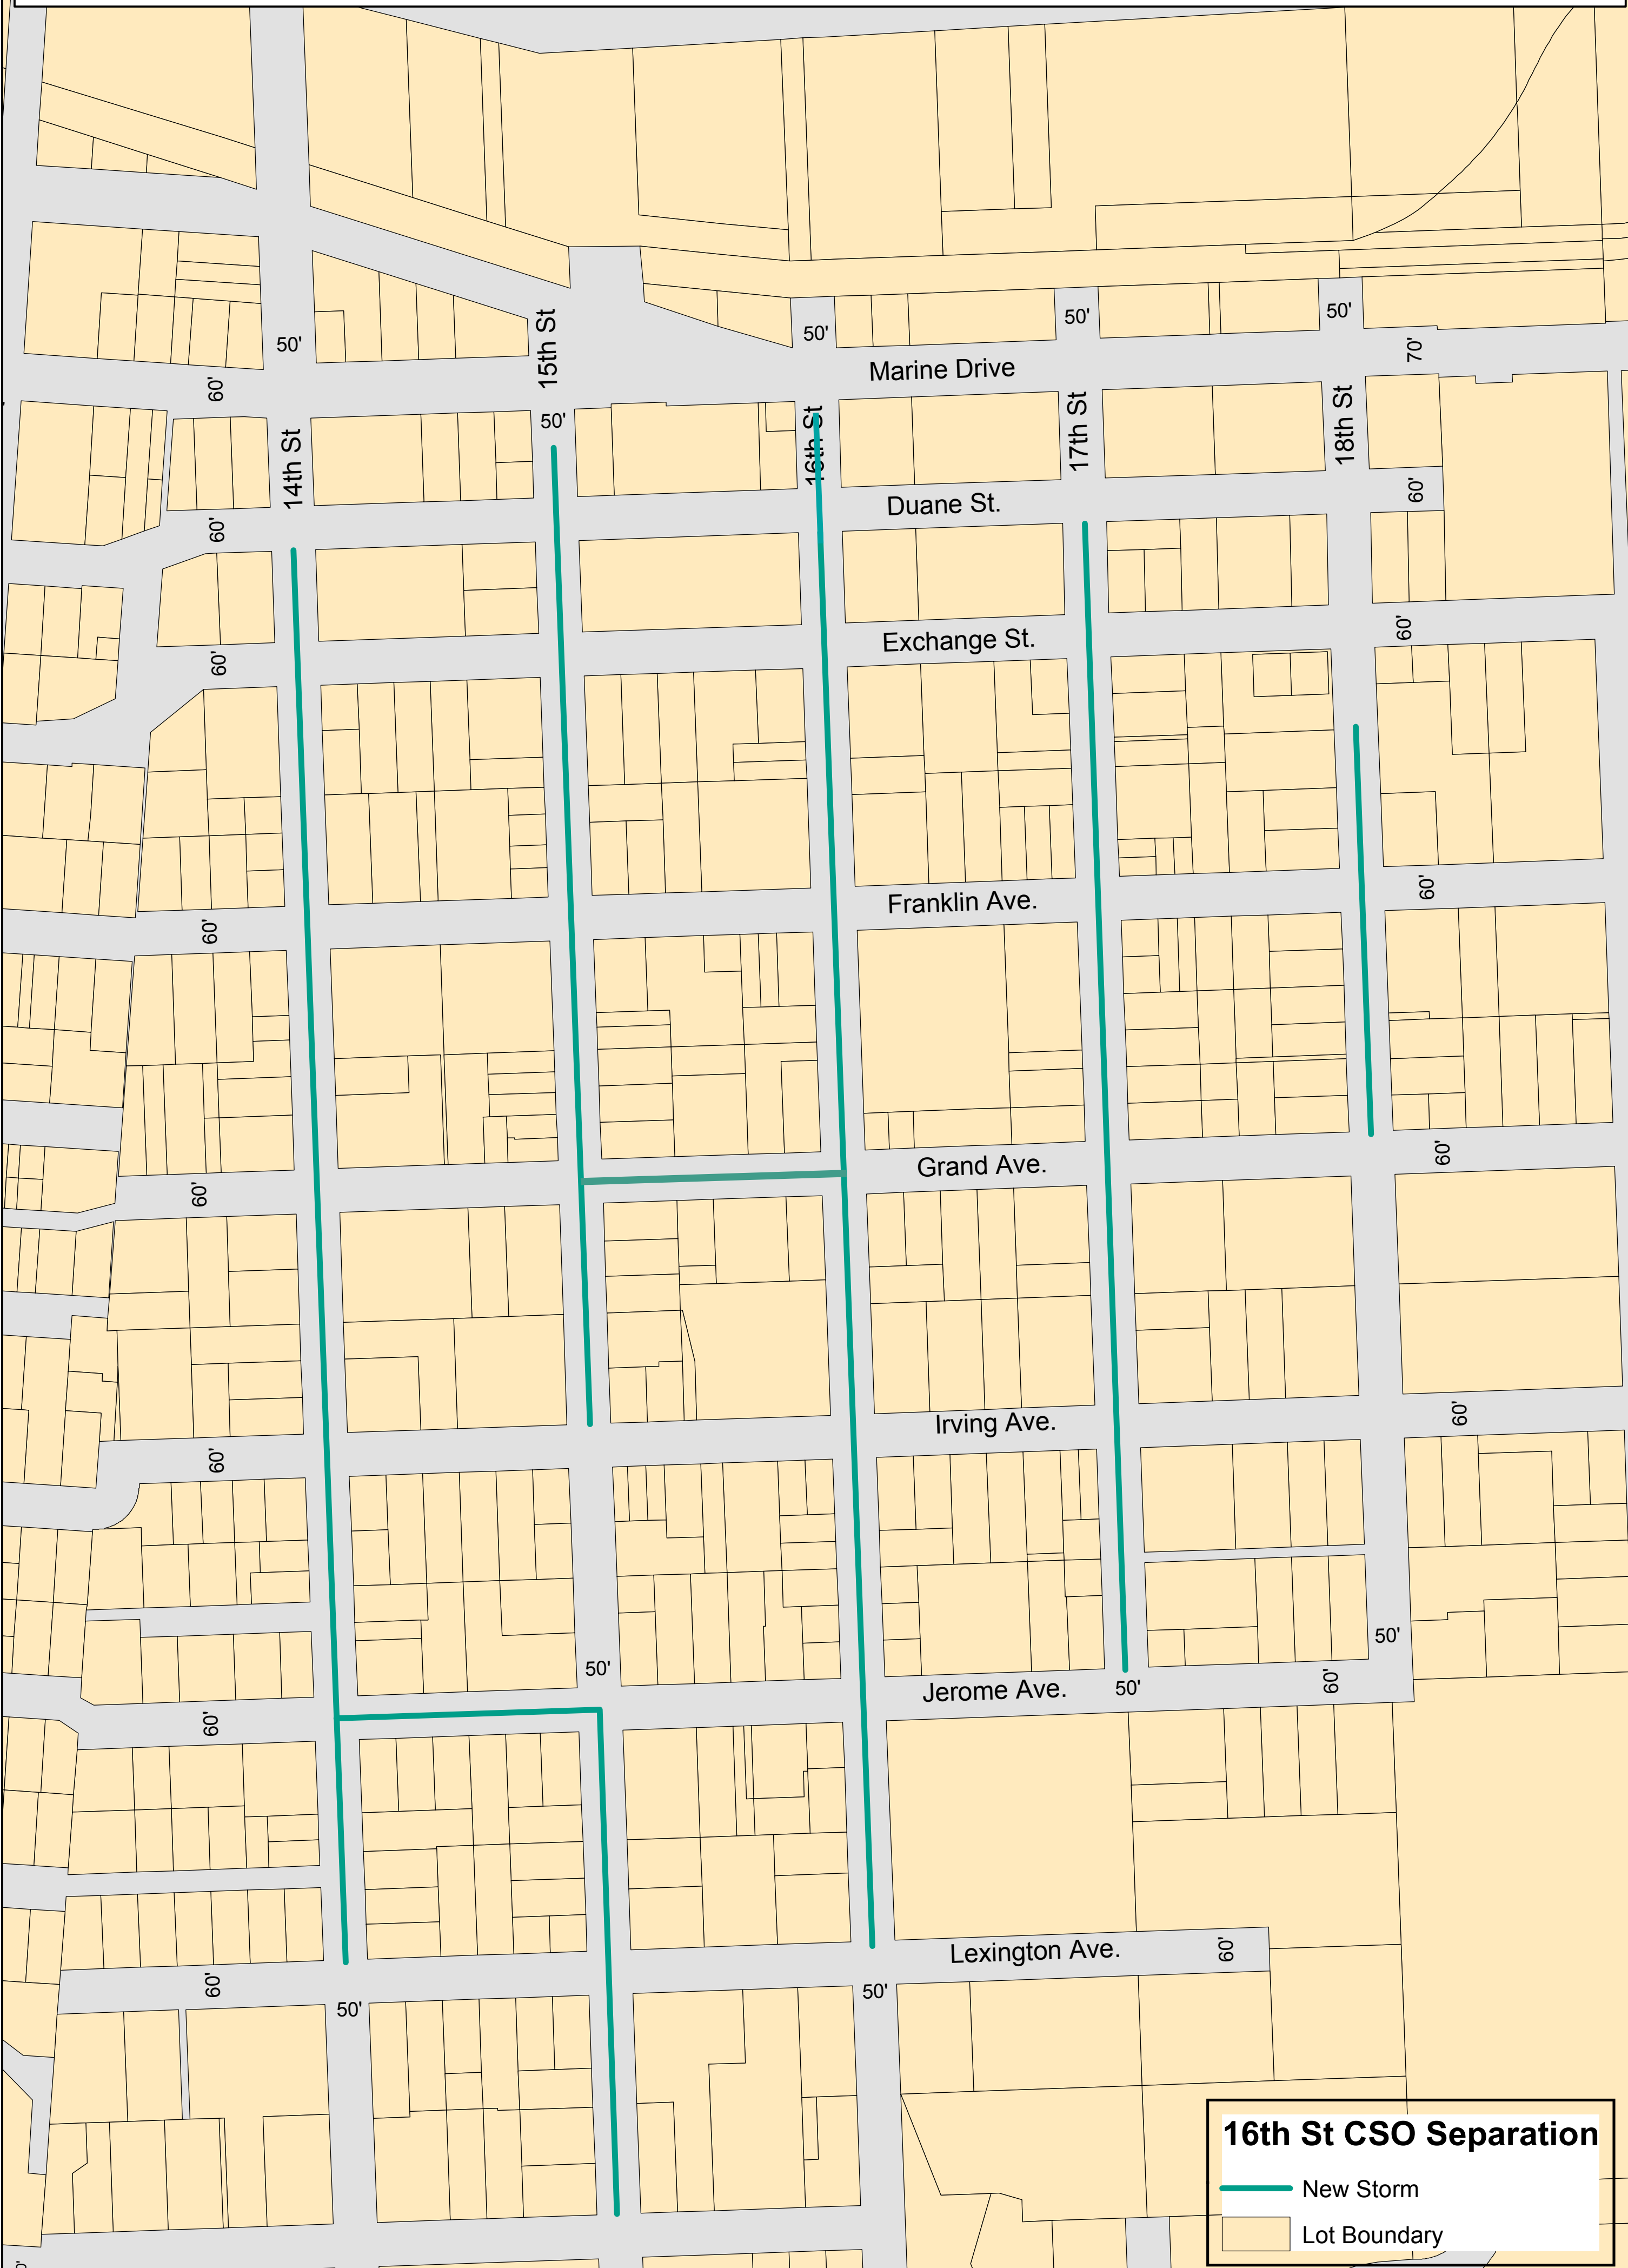 15th St
50'
50'
50'
50'
50'
Marine Drive
70'
60'
50'
16th St
17th St
18th St
14th St
60'
Duane St.
60'
60'
Exchange St.
60'
60'
Franklin Ave.
60'
60'
Grand Ave.
60'
60'
Irving Ave.
60'
60'
50'
50'
Jerome Ave.
50'
60'
60'
Lexington Ave.
60'
60'
50'
50'
16th St CSO Separation
New Storm
Lot Boundary